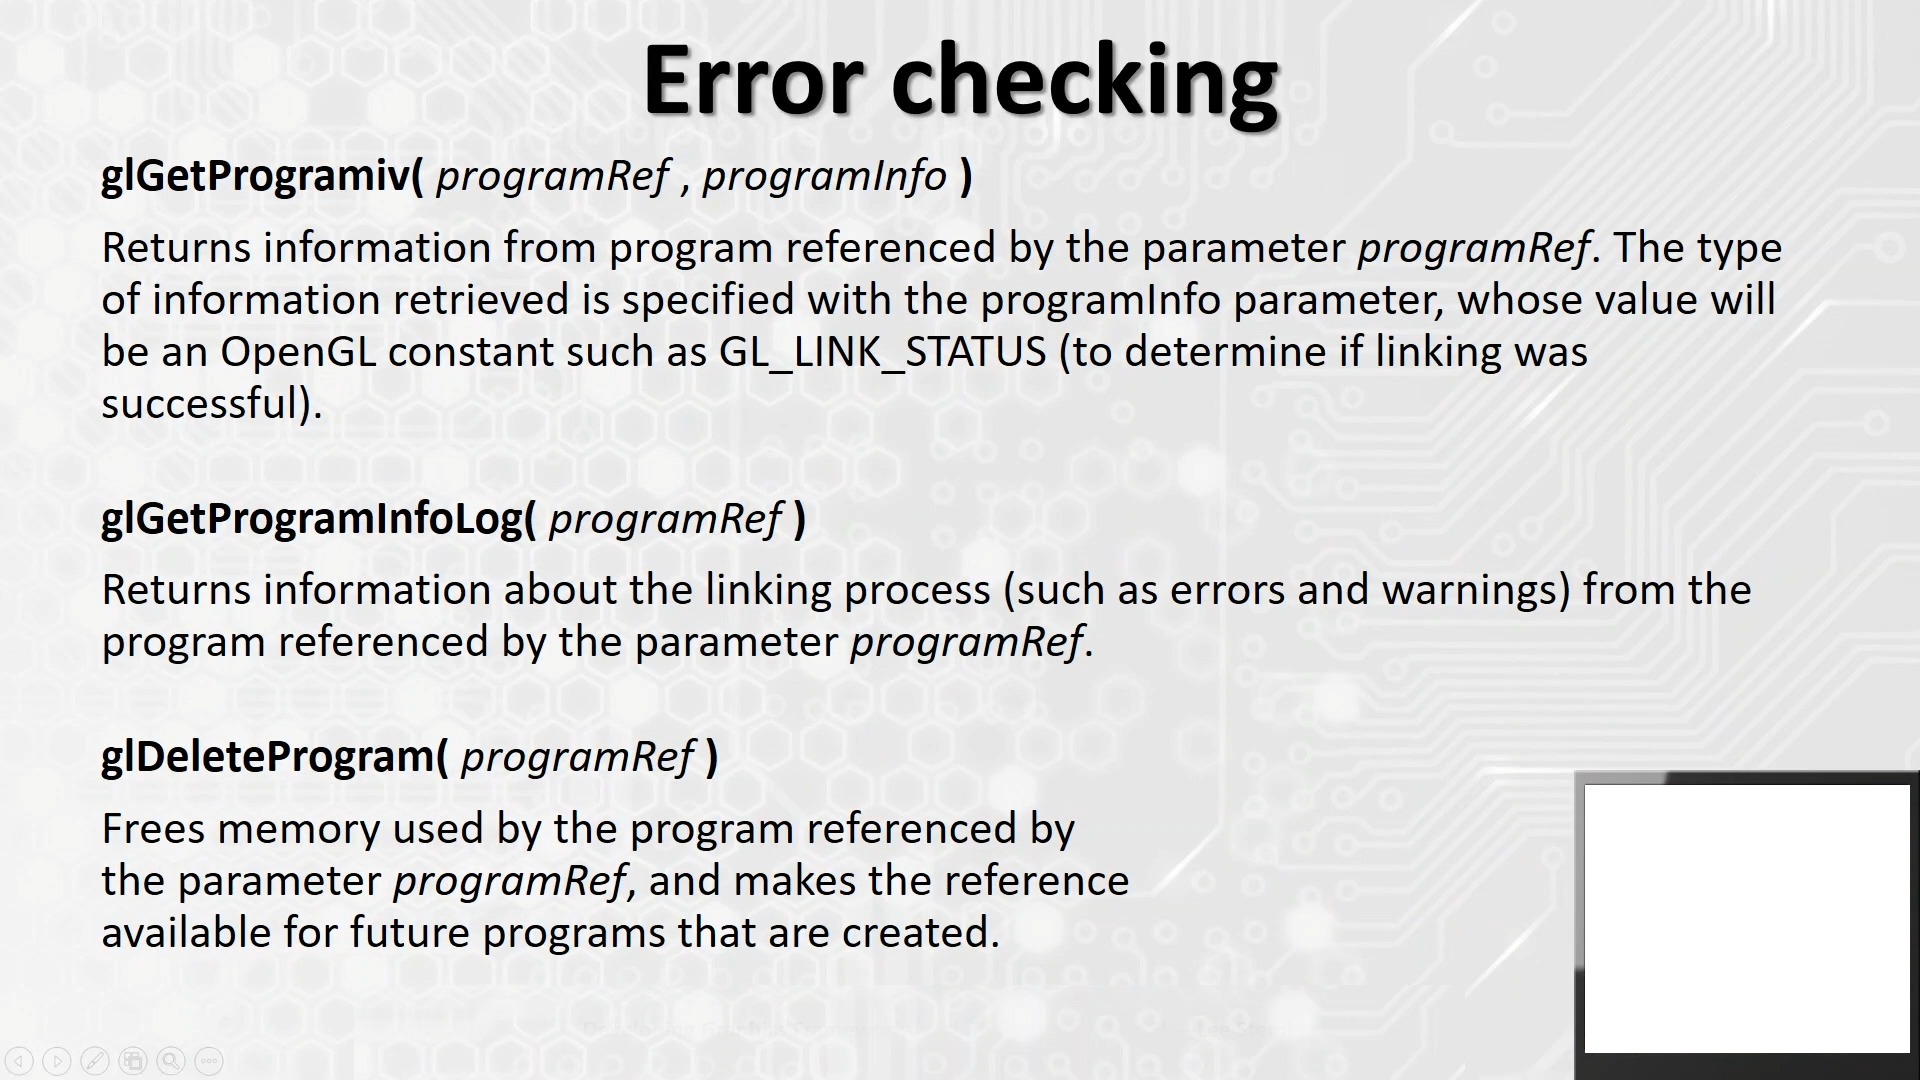 Error checking
glGetProgramiv( programRef , programInfo )
Returns information from program referenced by the parameter programRef. The type
of information retrieved is specified with the programInfo parameter, whose value will
be an OpenGL constant such as GL_LINK_STATUS (to determine if linking was
successful).
glGetProgramInfoLog( programRef )
Returns information about the linking process (such as errors and warnings) from the
program referenced by the parameter programRef.
glDeleteProgram( programRef )
Frees memory used by the program referenced by
the parameter programRef, and makes the reference
available for future programs that are created.